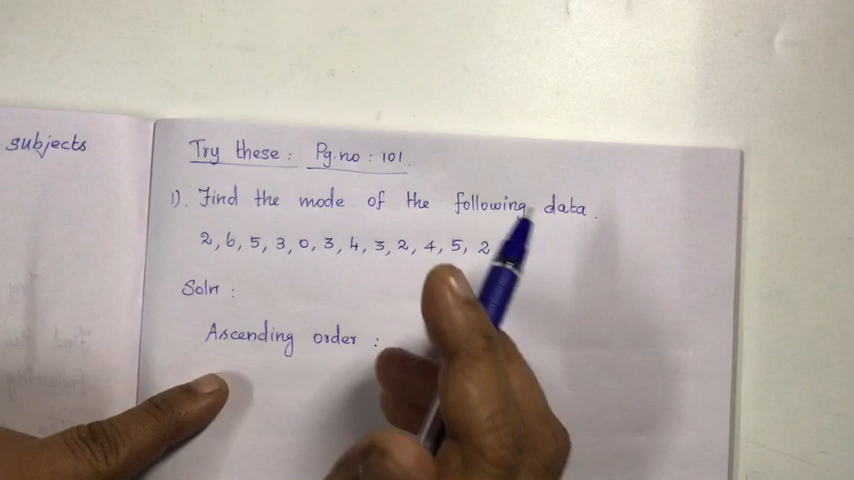 subjects
Try these : Pg.no : 101.
1). Find the mode of the following data.
2, 6, 5, 3, 0, 3, 4, 3, 2, 4, 5, 2
Soln :
Ascending order :